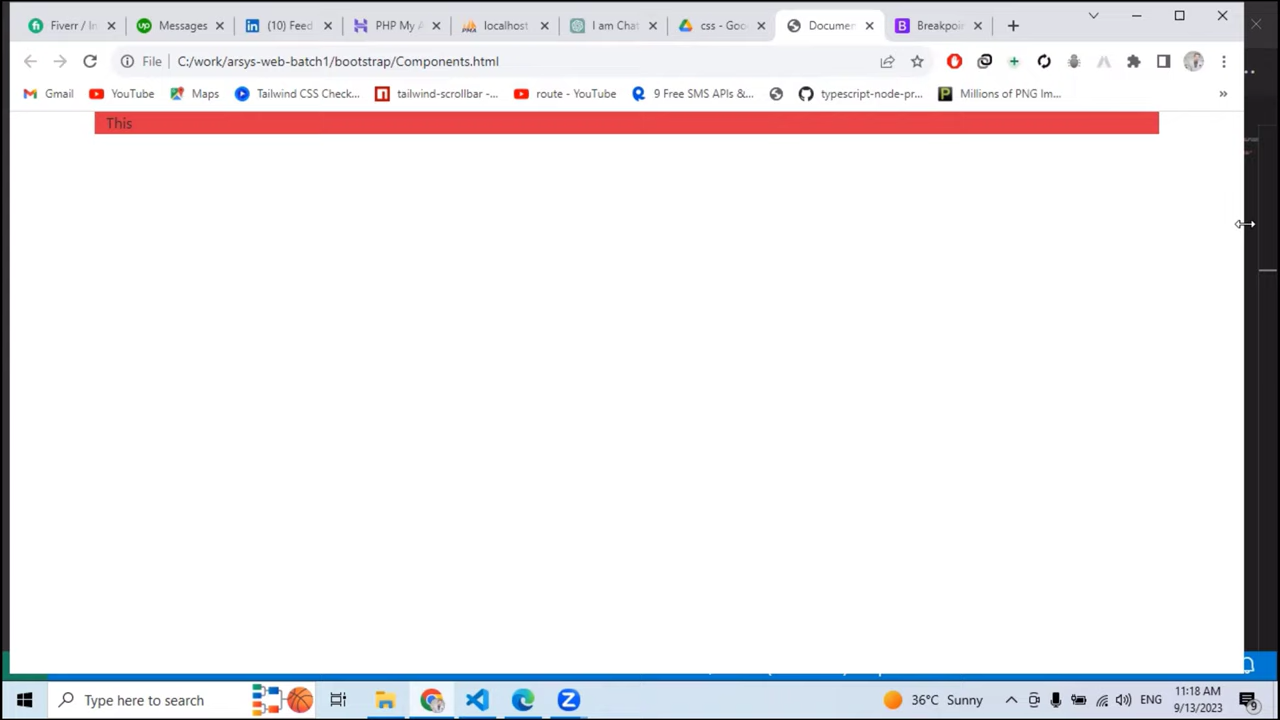 Fiverr / In
Messages
(10) Feed
PHP My A
localhost
I am Chat
css - Goo
Documen
Breakpoin
File
C:/work/arsys-web-batch1/bootstrap/Components.html
Gmail
YouTube
Maps
Tailwind CSS Check...
tailwind-scrollbar -...
route - YouTube
9 Free SMS APIs &...
typescript-node-pr...
Millions of PNG Im...
This
Type here to search
36°C Sunny
ENG
11:18 AM
9/13/2023
9